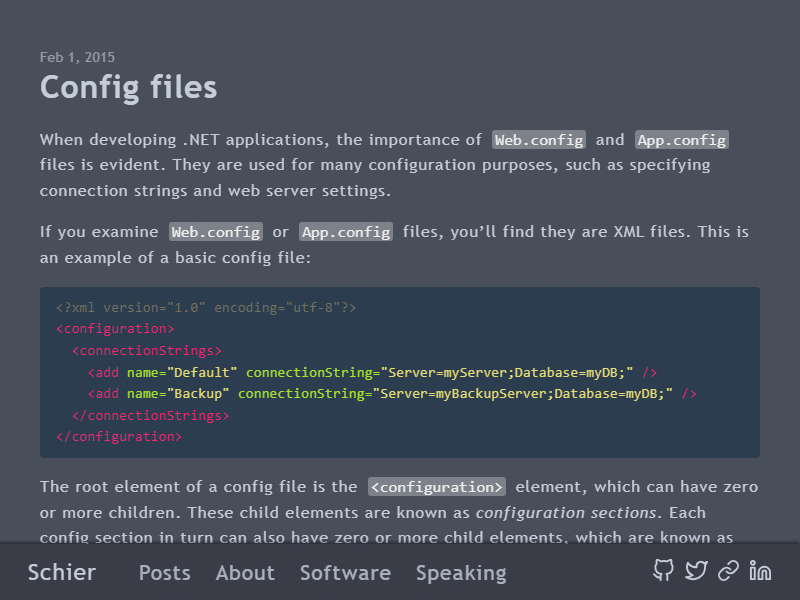 Feb 1, 2015
Config files
When developing .NET applications, the importance of Web.config and App.config
files is evident. They are used for many configuration purposes, such as specifying
connection strings and web server settings.
If you examine Web.config or App.config files, you’ll find they are XML files. This is
an example of a basic config file:
<?xml version="1.0" encoding="utf-8"?>
<configuration>
  <connectionStrings>
    <add name="Default" connectionString="Server=myServer;Database=myDB;" />
    <add name="Backup" connectionString="Server=myBackupServer;Database=myDB;" />
  </connectionStrings>
</configuration>
The root element of a config file is the <configuration> element, which can have zero
or more children. These child elements are known as configuration sections. Each
config section in turn can also have zero or more child elements, which are known as
Schier Posts About Software Speaking